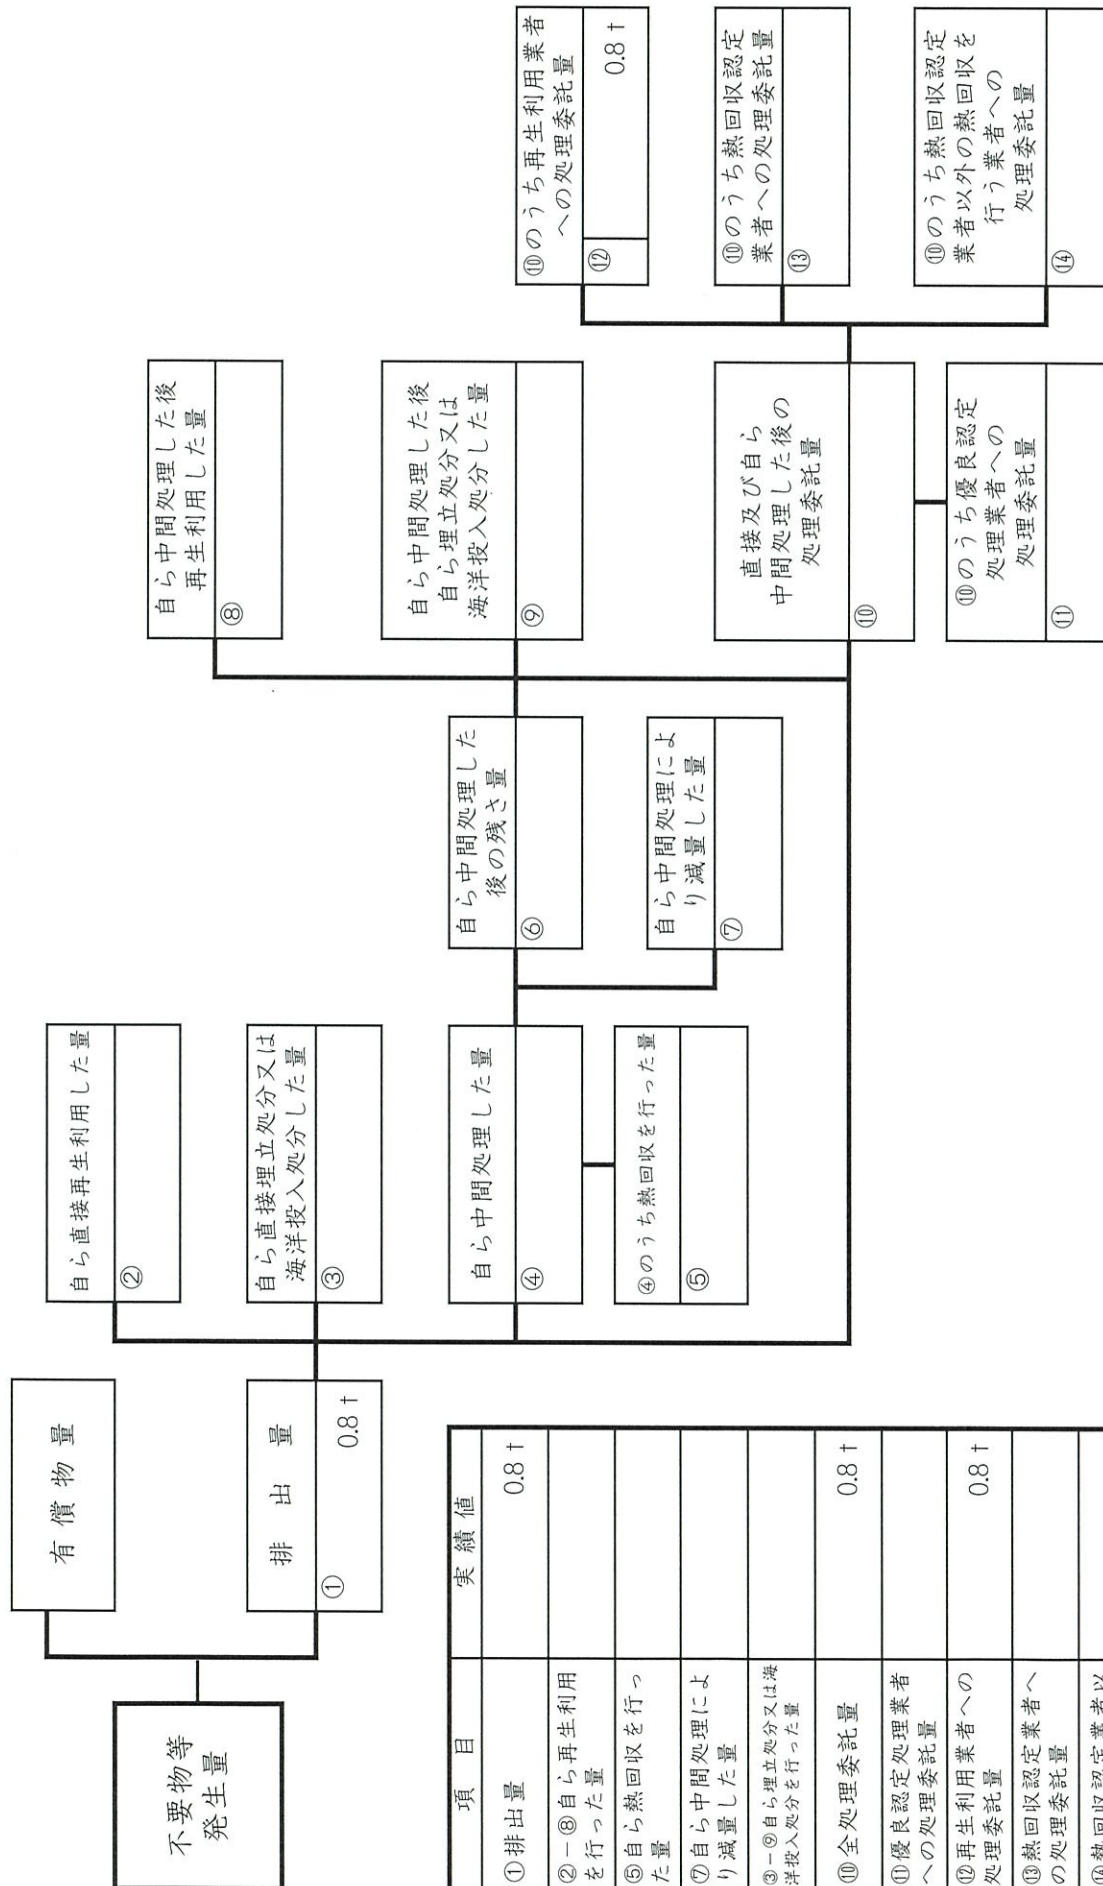 不要物等
発生量
有償物量
排出量
①
0.8 t
自ら直接再生利用した量
②
自ら直接埋立処分又は
海洋投入処分した量
③
自ら中間処理した量
④
④のうち熱回収を行った量
⑤
自ら中間処理した
後の残さ量
⑥
自ら中間処理によ
り減量した量
⑦
自ら中間処理した後
再生利用した量
⑧
自ら中間処理した後
自ら埋立処分又は
海洋投入処分した量
⑨
直接及び自ら
中間処理した後の
処理委託量
⑩
⑩のうち優良認定
処理業者への
処理委託量
⑪
⑩のうち再生利用業者
への処理委託量
⑫
0.8 t
⑩のうち熱回収認定
業者への処理委託量
⑬
⑩のうち熱回収認定
業者以外の熱回収を
行う業者への
処理委託量
⑭
項目 実績値
①排出量 0.8 t
②－⑧自ら再生利用
を行った量
⑤自ら熱回収を行っ
た量
⑦自ら中間処理によ
り減量した量
③－⑨自ら埋立処分又は海
洋投入処分を行った量
⑩全処理委託量 0.8 t
⑪優良認定処理業者
への処理委託量
⑫再生利用業者への
処理委託量 0.8 t
⑬熱回収認定業者へ
の処理委託量
⑭熱回収認定業者以